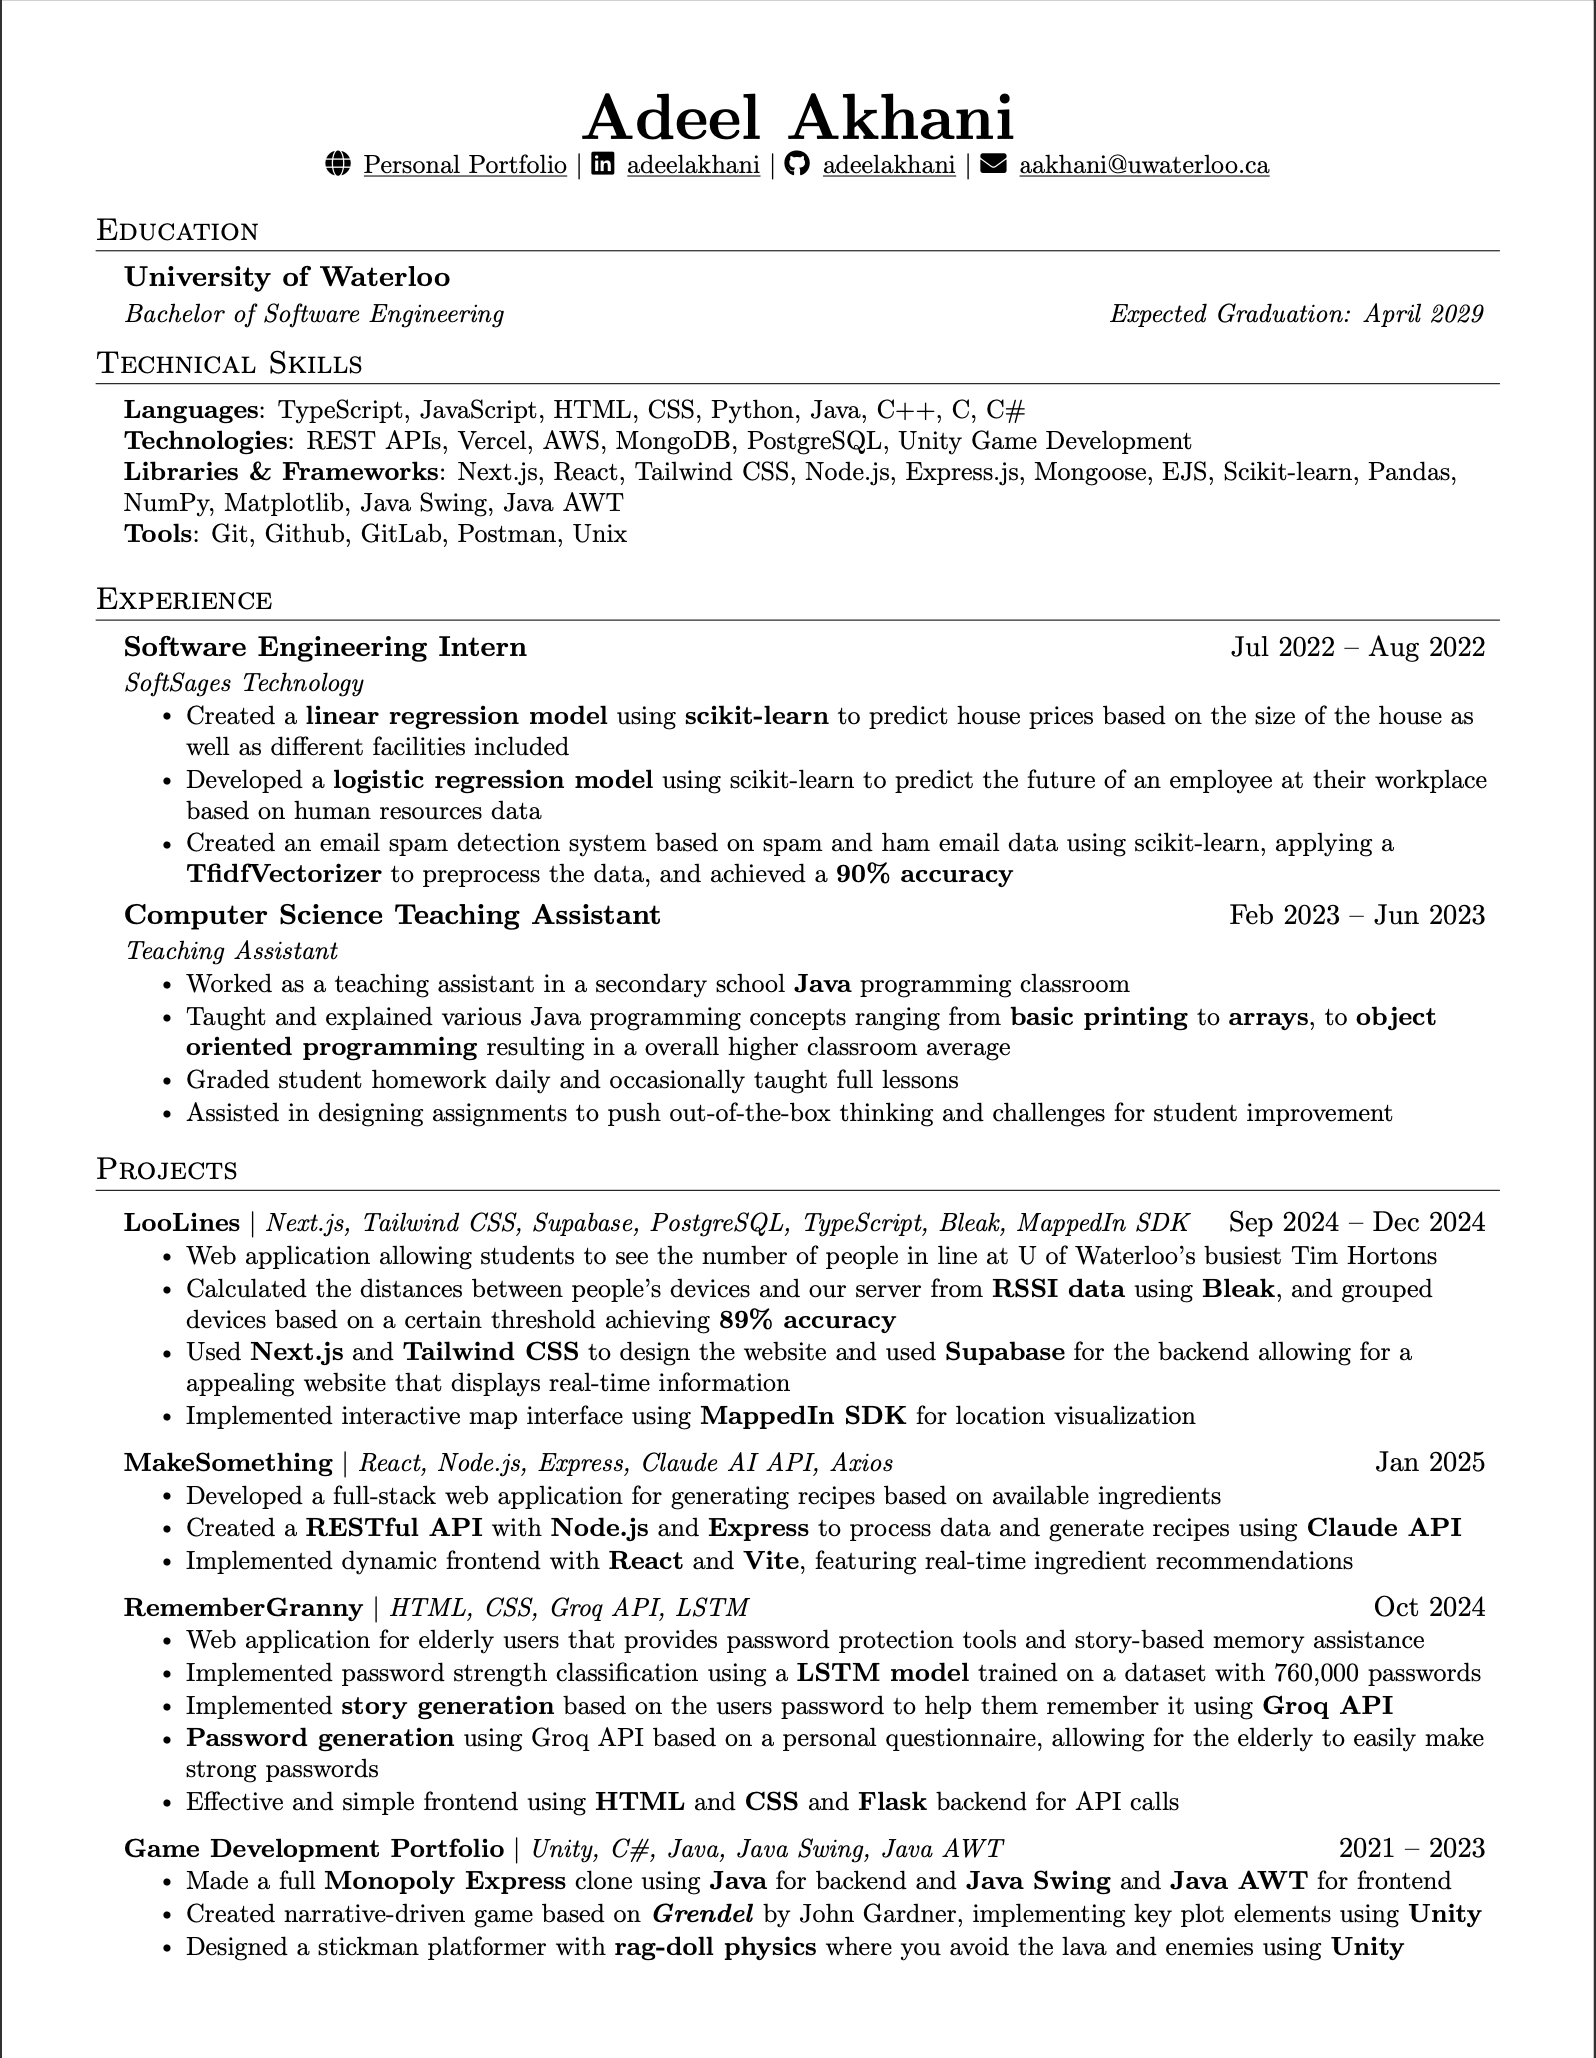 Adeel Akhani
Personal Portfolio | adeelakhani | adeelakhani | aakhani@uwaterloo.ca
Education
University of Waterloo
Bachelor of Software Engineering Expected Graduation: April 2029
Technical Skills
Languages: TypeScript, JavaScript, HTML, CSS, Python, Java, C++, C, C#
Technologies: REST APIs, Vercel, AWS, MongoDB, PostgreSQL, Unity Game Development
Libraries & Frameworks: Next.js, React, Tailwind CSS, Node.js, Express.js, Mongoose, EJS, Scikit-learn, Pandas,
NumPy, Matplotlib, Java Swing, Java AWT
Tools: Git, Github, GitLab, Postman, Unix
Experience
Software Engineering Intern Jul 2022 – Aug 2022
SoftSages Technology
• Created a linear regression model using scikit-learn to predict house prices based on the size of the house as
well as different facilities included
• Developed a logistic regression model using scikit-learn to predict the future of an employee at their workplace
based on human resources data
• Created an email spam detection system based on spam and ham email data using scikit-learn, applying a
TfidfVectorizer to preprocess the data, and achieved a 90% accuracy
Computer Science Teaching Assistant Feb 2023 – Jun 2023
Teaching Assistant
• Worked as a teaching assistant in a secondary school Java programming classroom
• Taught and explained various Java programming concepts ranging from basic printing to arrays, to object
oriented programming resulting in a overall higher classroom average
• Graded student homework daily and occasionally taught full lessons
• Assisted in designing assignments to push out-of-the-box thinking and challenges for student improvement
Projects
LooLines | Next.js, Tailwind CSS, Supabase, PostgreSQL, TypeScript, Bleak, MappedIn SDK Sep 2024 – Dec 2024
• Web application allowing students to see the number of people in line at U of Waterloo's busiest Tim Hortons
• Calculated the distances between people's devices and our server from RSSI data using Bleak, and grouped
devices based on a certain threshold achieving 89% accuracy
• Used Next.js and Tailwind CSS to design the website and used Supabase for the backend allowing for a
appealing website that displays real-time information
• Implemented interactive map interface using MappedIn SDK for location visualization
MakeSomething | React, Node.js, Express, Claude AI API, Axios Jan 2025
• Developed a full-stack web application for generating recipes based on available ingredients
• Created a RESTful API with Node.js and Express to process data and generate recipes using Claude API
• Implemented dynamic frontend with React and Vite, featuring real-time ingredient recommendations
RememberGranny | HTML, CSS, Groq API, LSTM Oct 2024
• Web application for elderly users that provides password protection tools and story-based memory assistance
• Implemented password strength classification using a LSTM model trained on a dataset with 760,000 passwords
• Implemented story generation based on the users password to help them remember it using Groq API
• Password generation using Groq API based on a personal questionnaire, allowing for the elderly to easily make
strong passwords
• Effective and simple frontend using HTML and CSS and Flask backend for API calls
Game Development Portfolio | Unity, C#, Java, Java Swing, Java AWT 2021 – 2023
• Made a full Monopoly Express clone using Java for backend and Java Swing and Java AWT for frontend
• Created narrative-driven game based on Grendel by John Gardner, implementing key plot elements using Unity
• Designed a stickman platformer with rag-doll physics where you avoid the lava and enemies using Unity